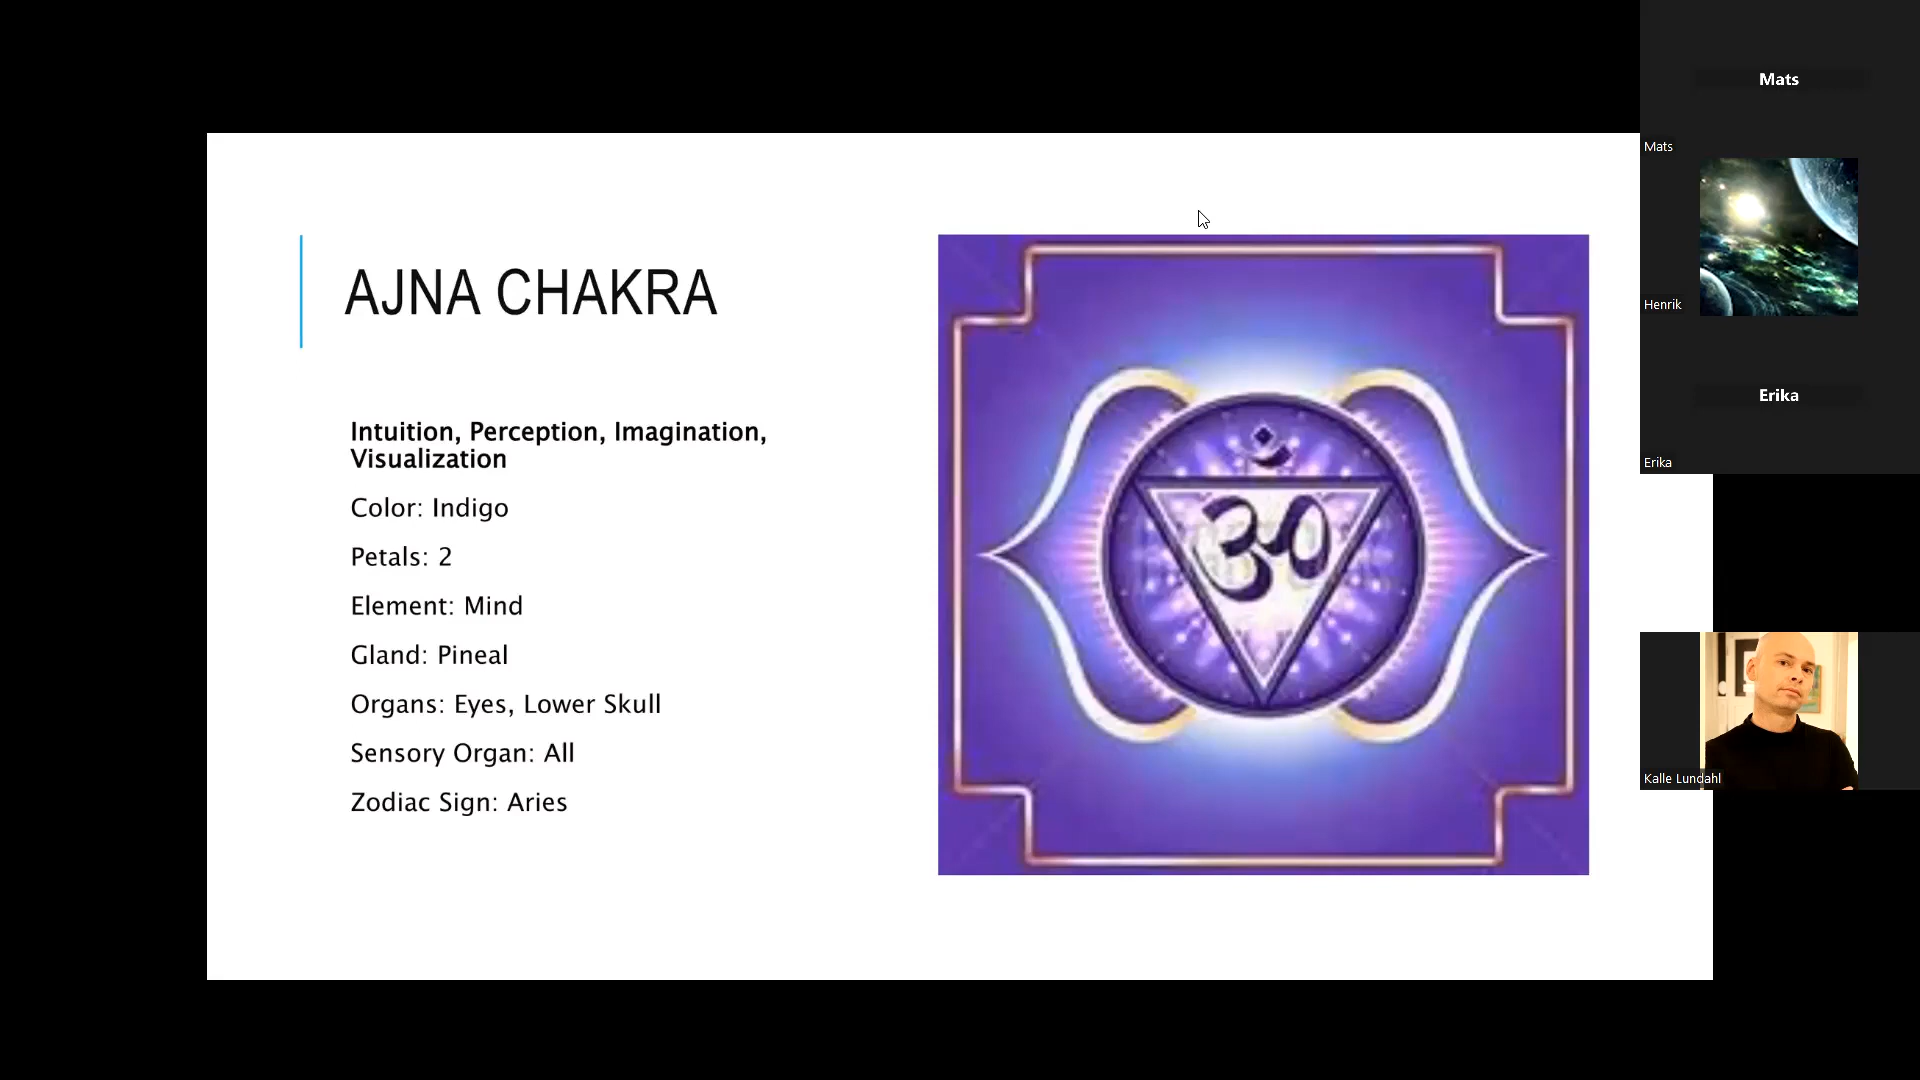 AJNA CHAKRA
Intuition, Perception, Imagination,
Visualization
Color: Indigo
Petals: 2
Element: Mind
Gland: Pineal
Organs: Eyes, Lower Skull
Sensory Organ: All
Zodiac Sign: Aries
ॐ
Mats
Mats
Henrik
Erika
Erika
Kalle Lundahl